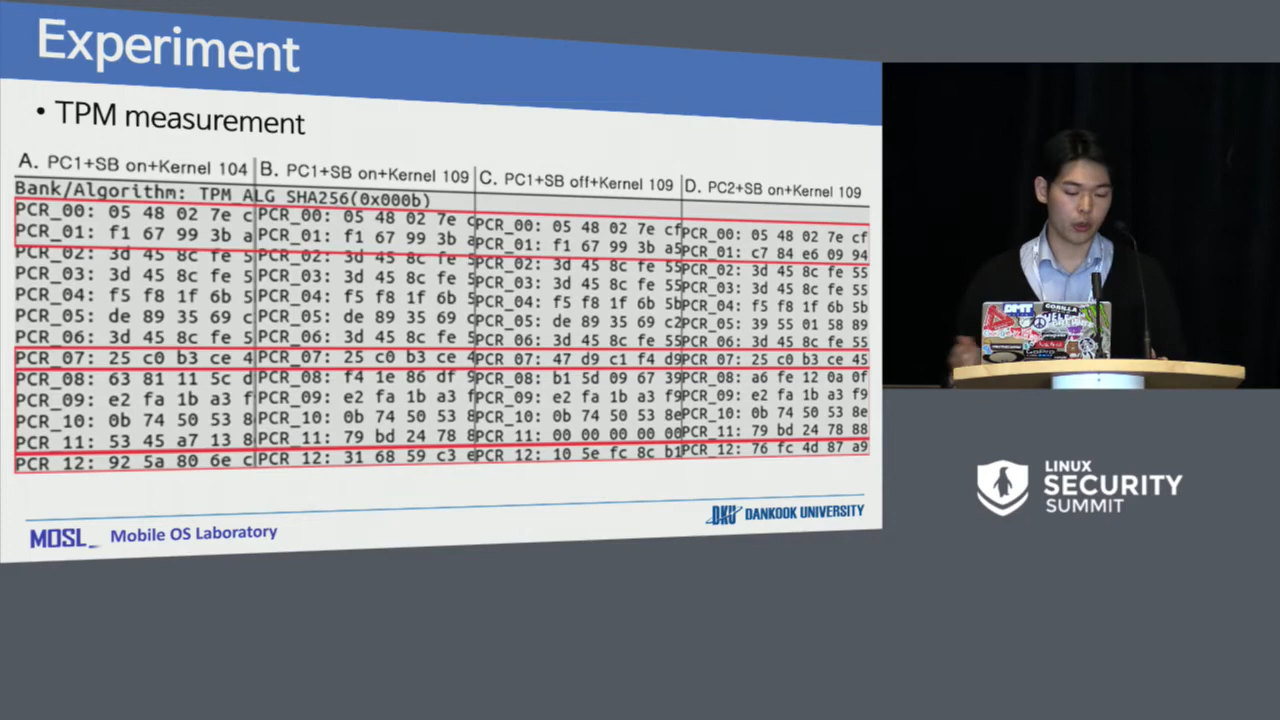 Experiment
• TPM measurement
A. PC1+SB on+Kernel 104 B. PC1+SB on+Kernel 109 C. PC1+SB off+Kernel 109 D. PC2+SB on+Kernel 109
Bank/Algorithm: TPM ALG SHA256(0x000b)
PCR_00: 05 48 02 7e c PCR_00: 05 48 02 7e c PCR_00: 05 48 02 7e cf PCR_00: 05 48 02 7e cf
PCR_01: f1 67 99 3b a PCR_01: f1 67 99 3b a PCR_01: f1 67 99 3b a5 PCR_01: c7 84 e6 09 94
PCR_02: 3d 45 8c fe 5 PCR_02: 3d 45 8c fe 5 PCR_02: 3d 45 8c fe 55 PCR_02: 3d 45 8c fe 55
PCR_03: 3d 45 8c fe 5 PCR_03: 3d 45 8c fe 5 PCR_03: 3d 45 8c fe 55 PCR_03: 3d 45 8c fe 55
PCR_04: f5 f8 1f 6b 5 PCR_04: f5 f8 1f 6b 5 PCR_04: f5 f8 1f 6b 5b PCR_04: f5 f8 1f 6b 5b
PCR_05: de 89 35 69 c PCR_05: de 89 35 69 c PCR_05: de 89 35 69 c2 PCR_05: 39 55 01 58 89
PCR_06: 3d 45 8c fe 5 PCR_06: 3d 45 8c fe 5 PCR_06: 3d 45 8c fe 55 PCR_06: 3d 45 8c fe 55
PCR_07: 25 c0 b3 ce 4 PCR_07: 25 c0 b3 ce 4 PCR_07: 47 d9 c1 f4 d9 PCR_07: 25 c0 b3 ce 45
PCR_08: 63 81 11 5c d PCR_08: f4 1e 86 df 9 PCR_08: b1 5d 09 67 39 PCR_08: a6 fe 12 0a 0f
PCR_09: e2 fa 1b a3 f PCR_09: e2 fa 1b a3 f PCR_09: e2 fa 1b a3 f9 PCR_09: e2 fa 1b a3 f9
PCR_10: 0b 74 50 53 8 PCR_10: 0b 74 50 53 8 PCR_10: 0b 74 50 53 8e PCR_10: 0b 74 50 53 8e
PCR_11: 53 45 a7 13 8 PCR_11: 79 bd 24 78 8 PCR_11: 00 00 00 00 00 PCR_11: 79 bd 24 78 88
PCR 12: 92 5a 80 6e c PCR 12: 31 68 59 c3 e PCR 12: 10 5e fc 8c b1 PCR 12: 76 fc 4d 87 a9
MOSL_ Mobile OS Laboratory
DKU DANKOOK UNIVERSITY
LINUX
SECURITY
SUMMIT